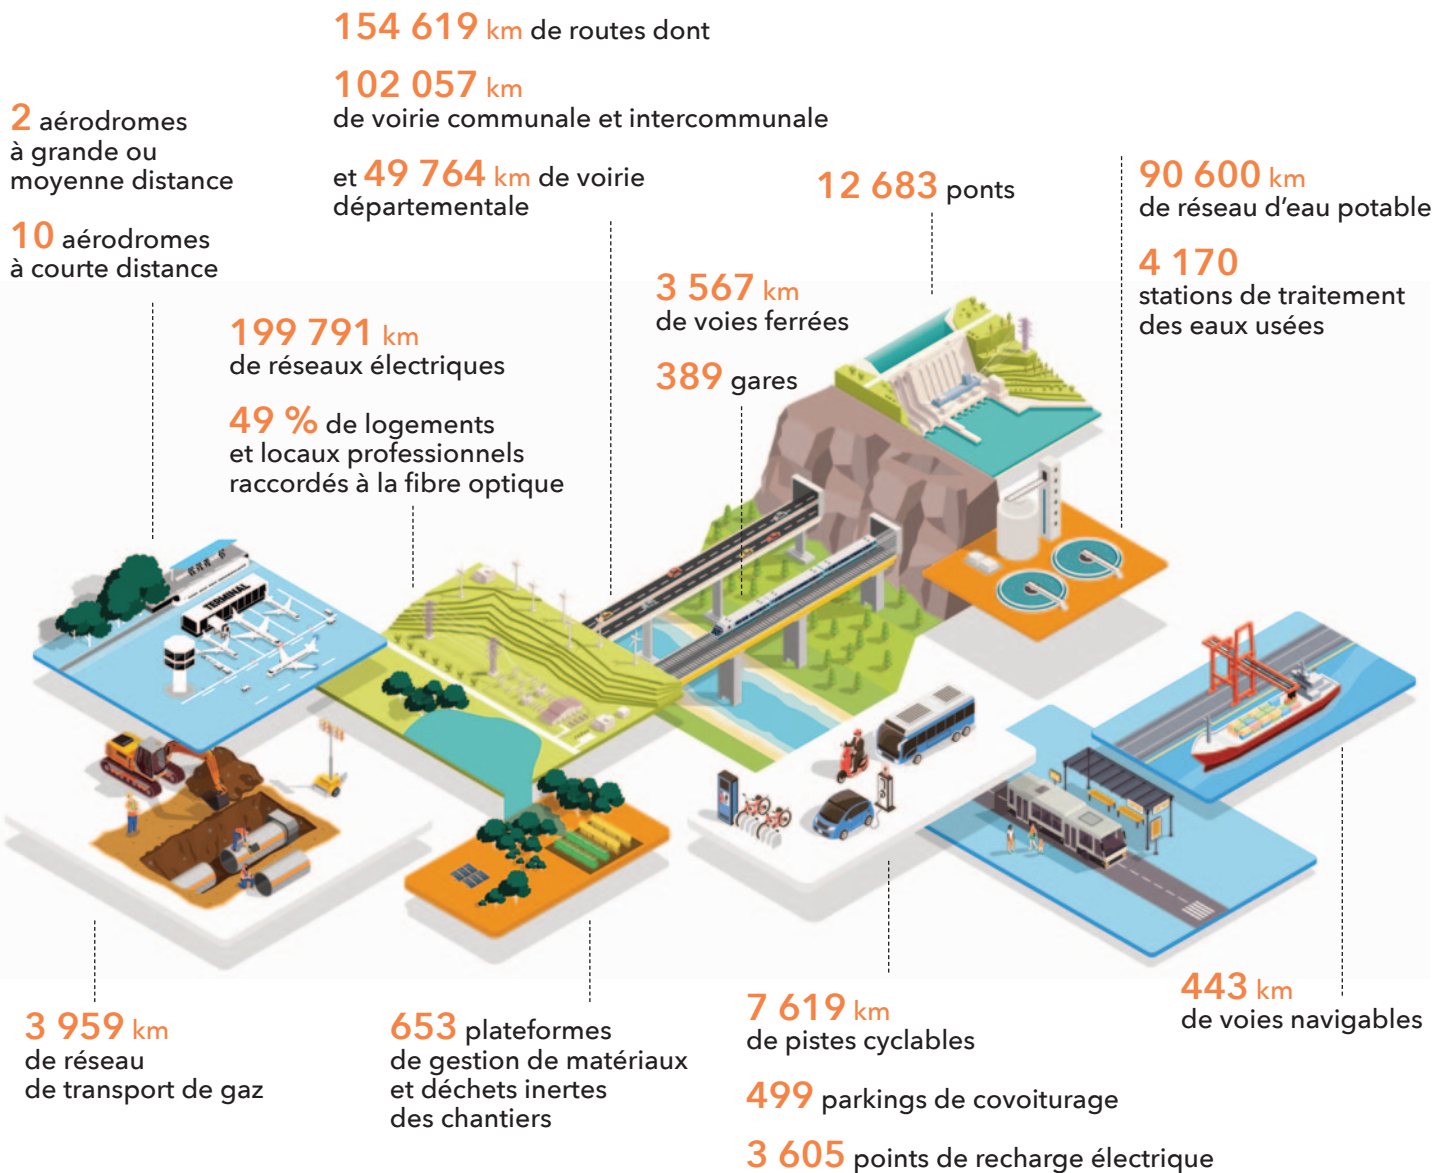 154 619 km de routes dont
102 057 km
de voirie communale et intercommunale
et 49 764 km de voirie
départementale
2 aérodromes
à grande ou
moyenne distance
10 aérodromes
à courte distance
12 683 ponts
90 600 km
de réseau d’eau potable
4 170
stations de traitement
des eaux usées
3 567 km
de voies ferrées
389 gares
199 791 km
de réseaux électriques
49 % de logements
et locaux professionnels
raccordés à la fibre optique
TERMINAL
3 959 km
de réseau
de transport de gaz
653 plateformes
de gestion de matériaux
et déchets inertes
des chantiers
7 619 km
de pistes cyclables
499 parkings de covoiturage
3 605 points de recharge électrique
443 km
de voies navigables